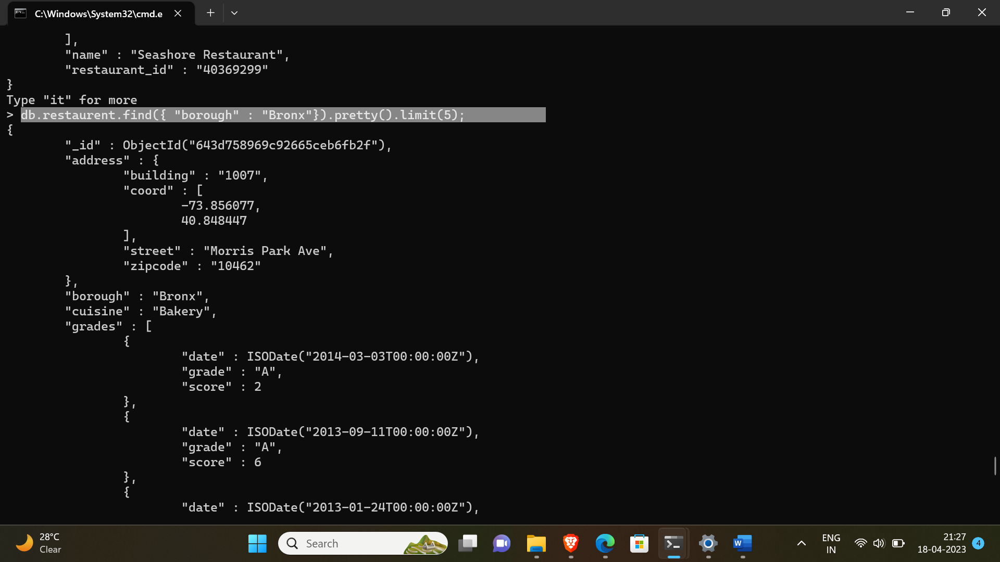 C:\Windows\System32\cmd.e
],
"name" : "Seashore Restaurant",
"restaurant_id" : "40369299"
}
Type "it" for more
> db.restaurent.find({ "borough" : "Bronx"}).pretty().limit(5);
{
"_id" : ObjectId("643d758969c92665ceb6fb2f"),
"address" : {
"building" : "1007",
"coord" : [
-73.856077,
40.848447
],
"street" : "Morris Park Ave",
"zipcode" : "10462"
},
"borough" : "Bronx",
"cuisine" : "Bakery",
"grades" : [
{
"date" : ISODate("2014-03-03T00:00:00Z"),
"grade" : "A",
"score" : 2
},
{
"date" : ISODate("2013-09-11T00:00:00Z"),
"grade" : "A",
"score" : 6
},
{
"date" : ISODate("2013-01-24T00:00:00Z"),
28°C
Clear
Search
W
ENG
IN
21:27
18-04-2023
4